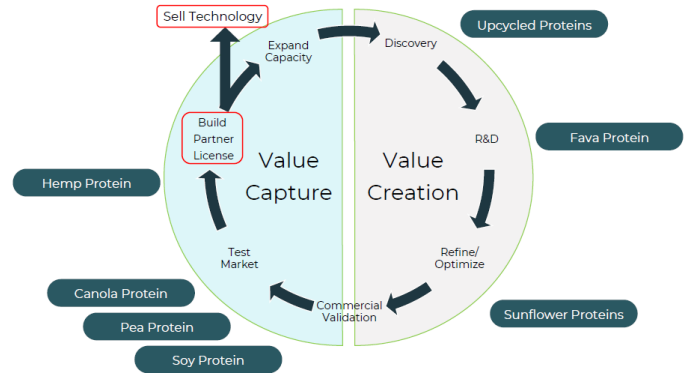 Sell Technology
Upcycled Proteins
Expand
Capacity
Discovery
Build
Partner
License
R&D
Fava Protein
Value
Capture
Value
Creation
Hemp Protein
Test
Market
Refine/
Optimize
Canola Protein
Commercial
Validation
Sunflower Proteins
Pea Protein
Soy Protein